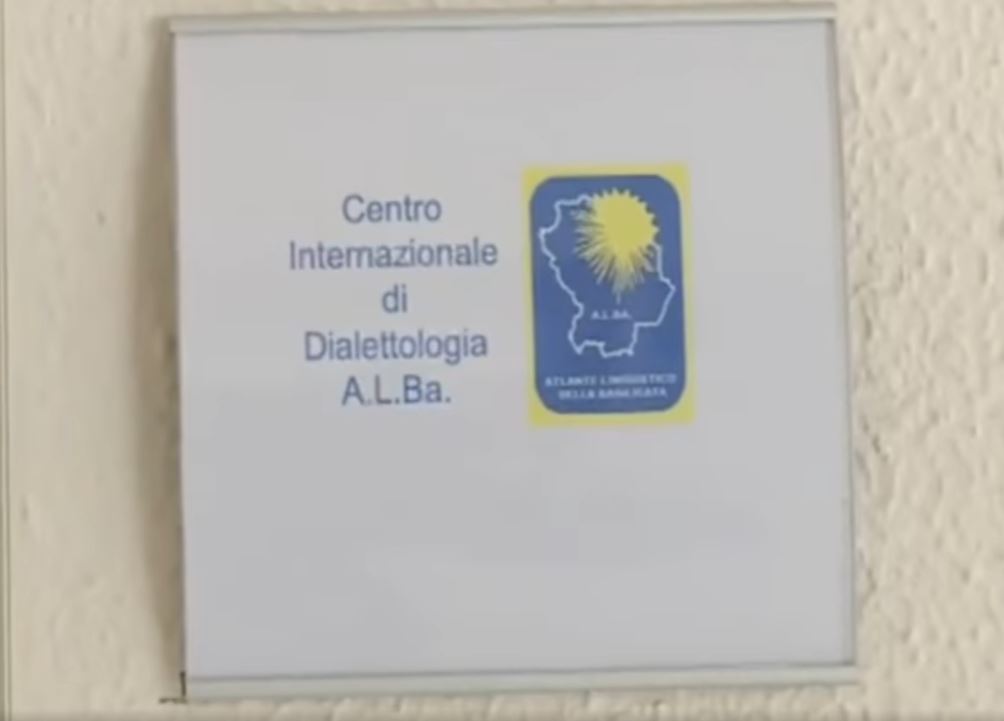 Centro
Internazionale
di
Dialettologia
A.L.Ba.
A.L.BA.
ATLANTE LINGUISTICO
DELLA BASILICATA